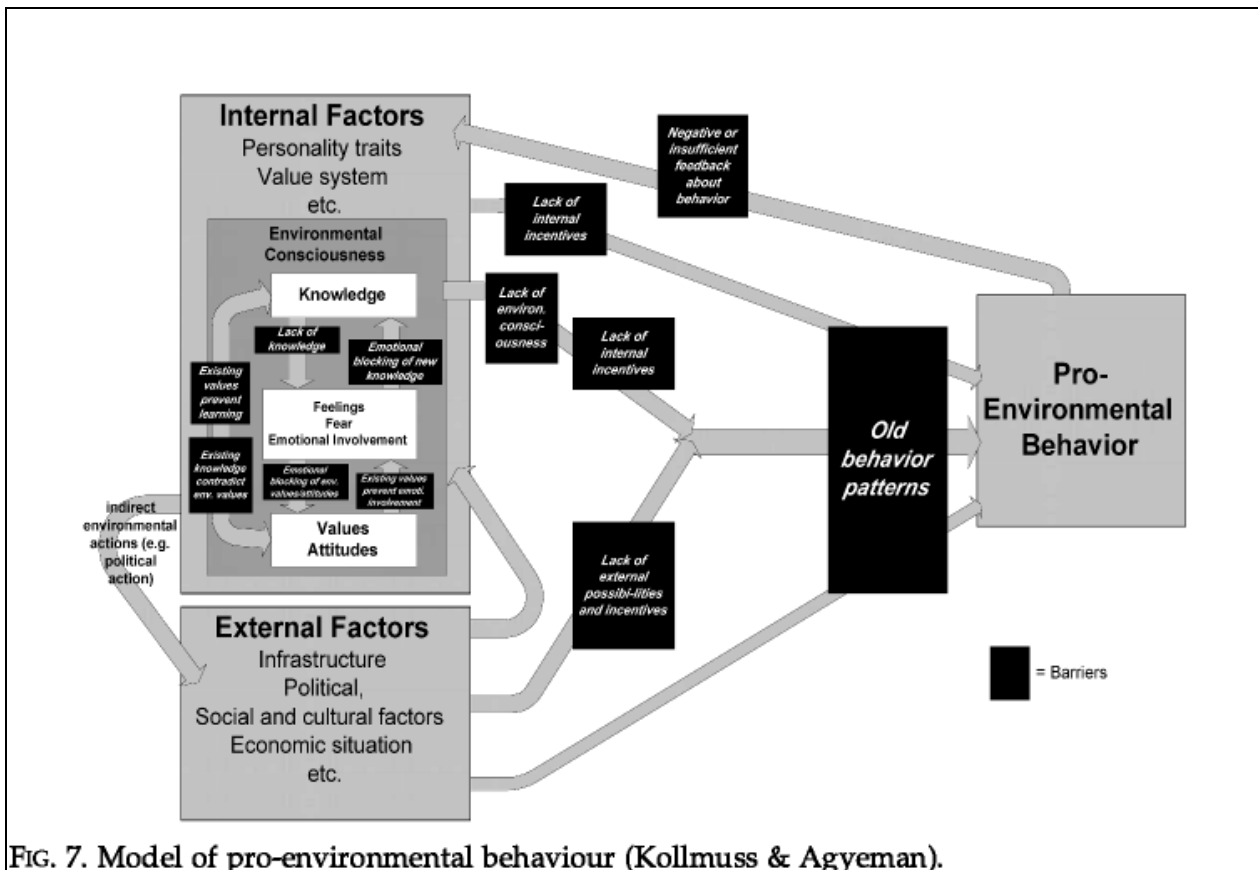 Internal Factors
Personality traits
Value system
etc.
Environmental
Consciousness
Knowledge
Lack of
knowledge
Emotional
blocking of new
knowledge
Existing
values
prevent
learning
Feelings
Fear
Emotional Involvement
Existing
knowledge
contradict
env. values
Emotional
blocking of env.
values/attitudes
Existing values
prevent emoti.
involvement
Values
Attitudes
indirect
environmental
actions (e.g.
political
action)
External Factors
Infrastructure
Political,
Social and cultural factors
Economic situation
etc.
Negative or
insufficient
feedback
about
behavior
Lack of
internal
incentives
Lack of
environ.
consci-
ousness
Lack of
internal
incentives
Lack of
external
possibi-lities
and incentives
Old
behavior
patterns
Pro-
Environmental
Behavior
= Barriers
FIG. 7. Model of pro-environmental behaviour (Kollmuss & Agyeman).